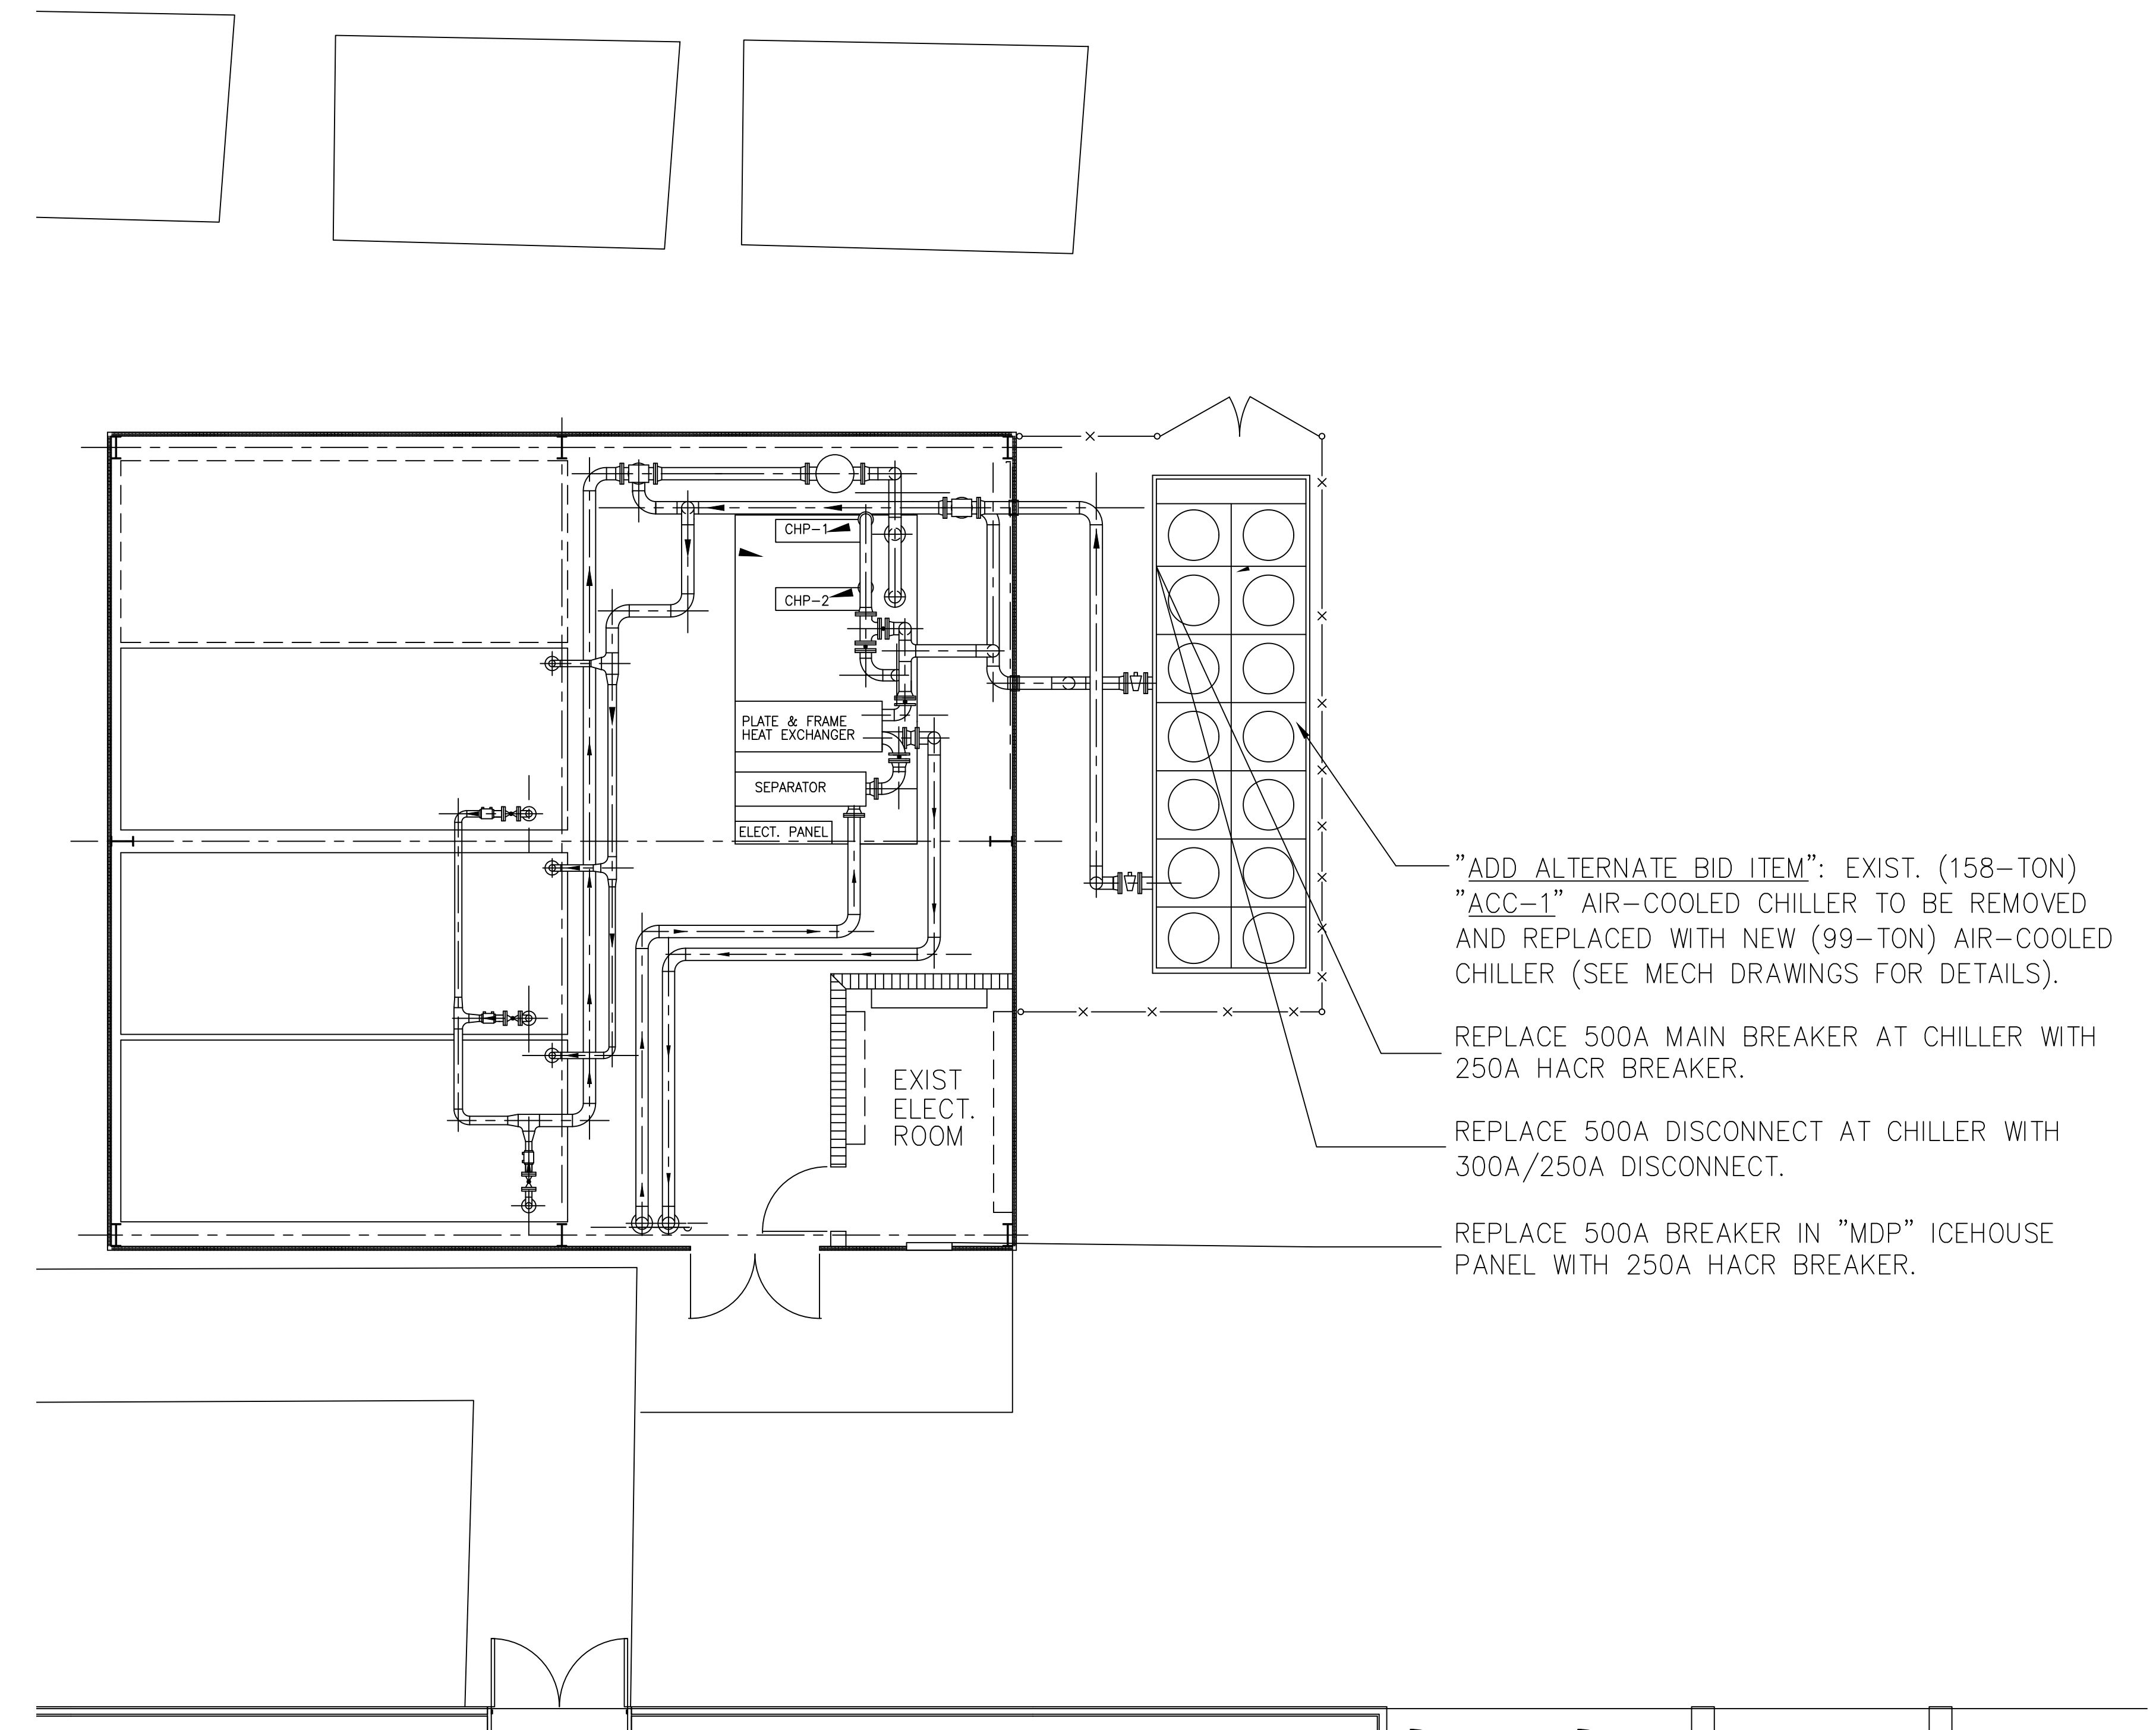 CHP-1
CHP-2
PLATE & FRAME
HEAT EXCHANGER
SEPARATOR
ELECT. PANEL
"ADD ALTERNATE BID ITEM": EXIST. (158-TON)
"ACC-1" AIR-COOLED CHILLER TO BE REMOVED
AND REPLACED WITH NEW (99-TON) AIR-COOLED
CHILLER (SEE MECH DRAWINGS FOR DETAILS).
REPLACE 500A MAIN BREAKER AT CHILLER WITH
250A HACR BREAKER.
EXIST
ELECT.
ROOM
REPLACE 500A DISCONNECT AT CHILLER WITH
300A/250A DISCONNECT.
REPLACE 500A BREAKER IN "MDP" ICEHOUSE
PANEL WITH 250A HACR BREAKER.